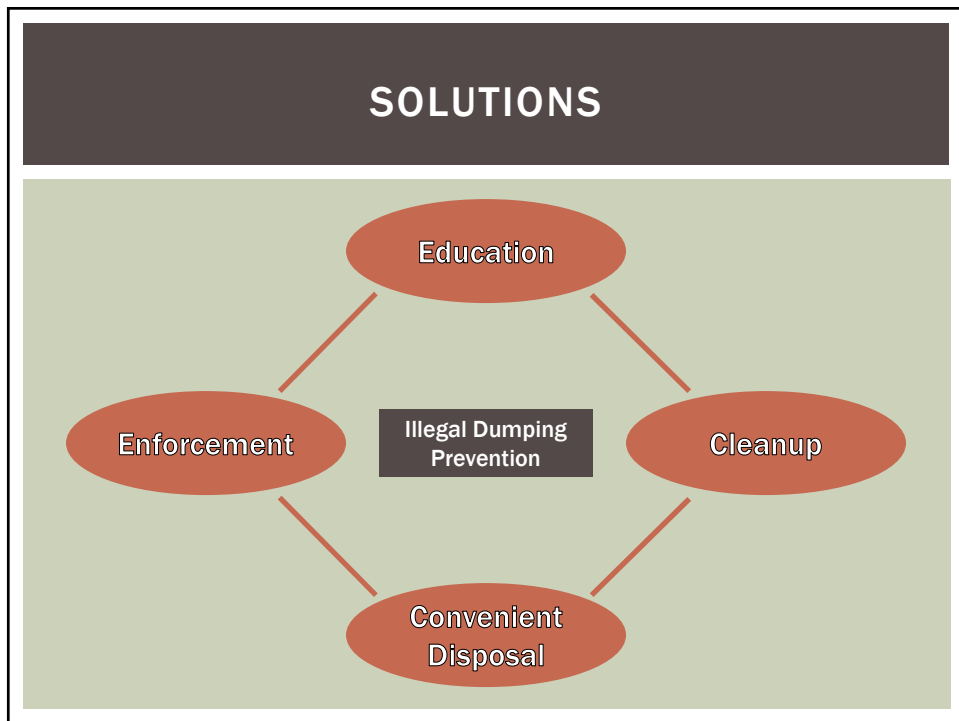 SOLUTIONS
Education
Enforcement
Illegal Dumping
Prevention
Cleanup
Convenient
Disposal